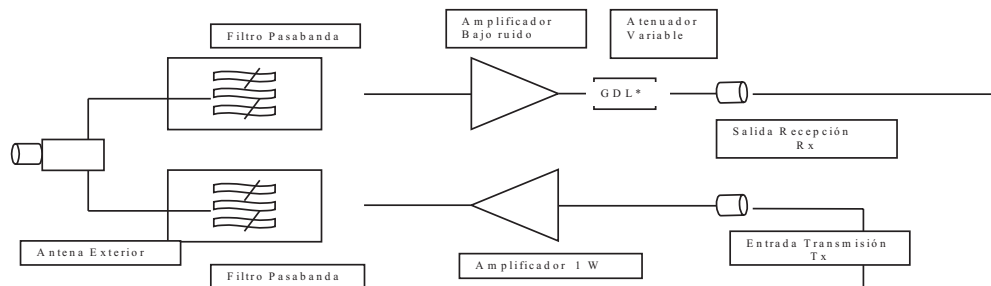 Filtro Pasabanda
Amplificador
Bajo ruido
Atenuador
Variable
GDL*
Salida Recepción
Rx
Antena Exterior
Filtro Pasabanda
Amplificador 1 W
Entrada Transmisión
Tx